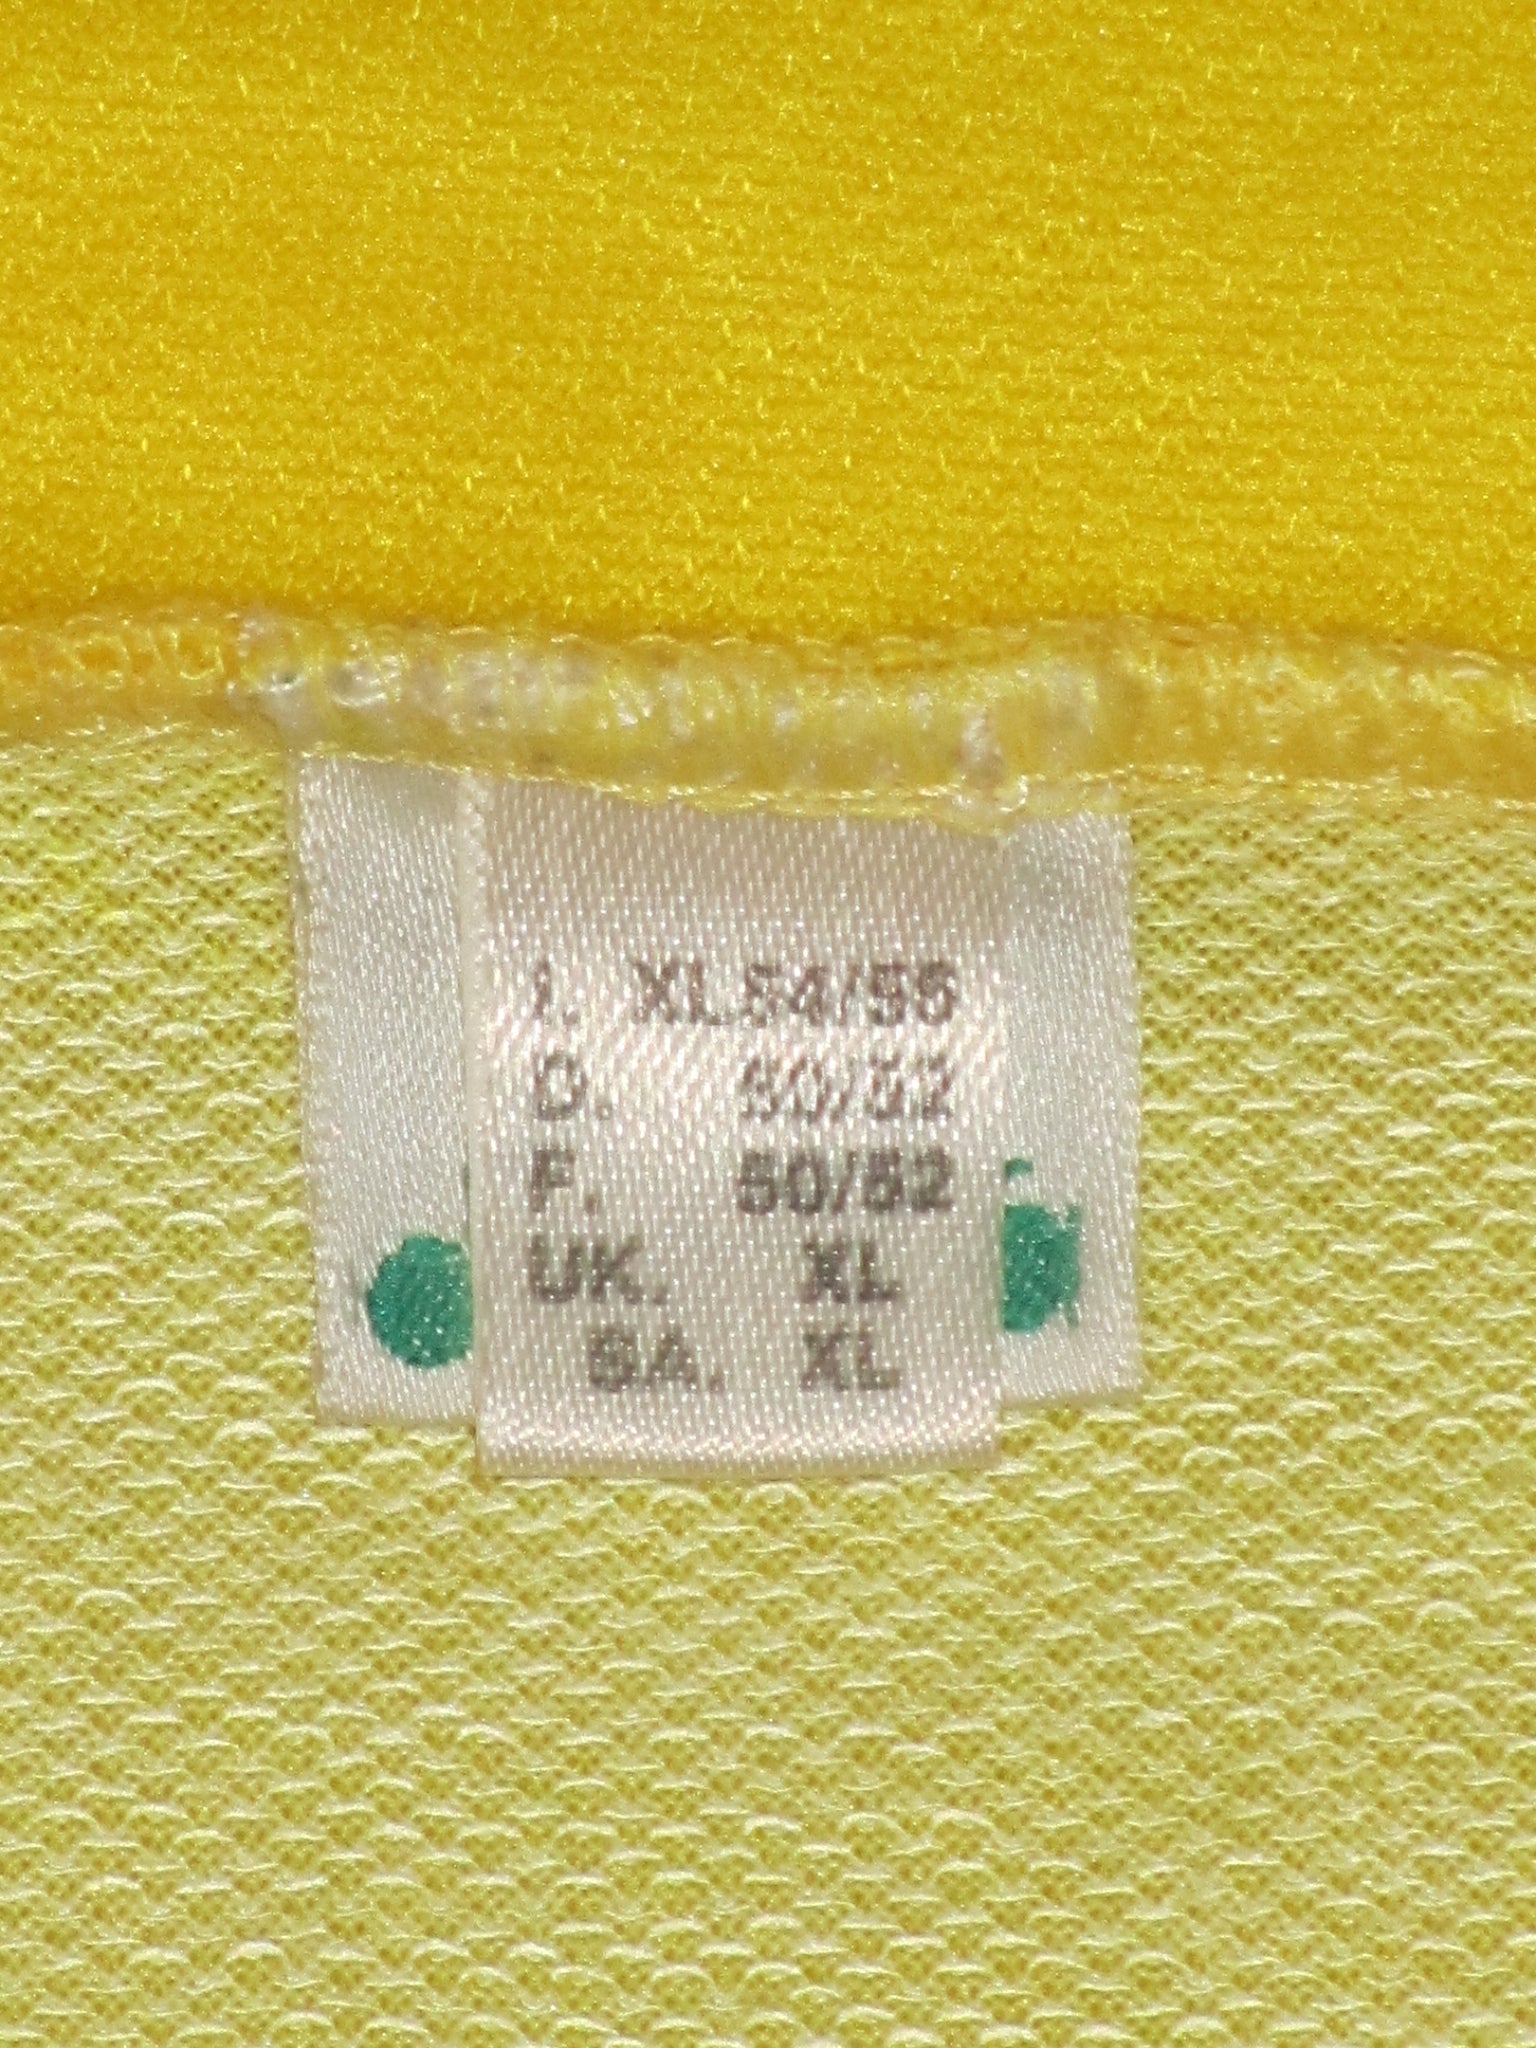 I. XL54/56
D. 50/52
F. 50/52
UK. XL
SA. XL